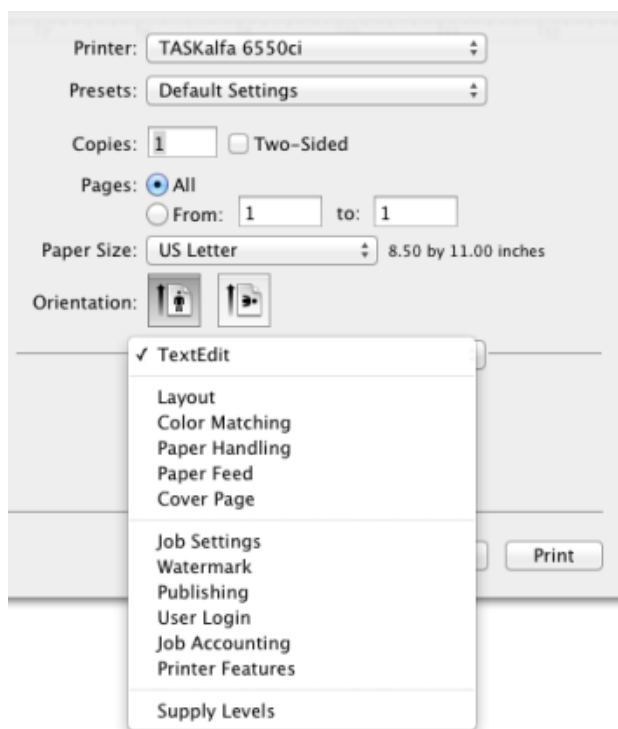 Printer: TASKalfa 6550ci
Presets: Default Settings
Copies: 1 Two-Sided
Pages: All
From: 1 to: 1
Paper Size: US Letter 8.50 by 11.00 inches
Orientation:
✓ TextEdit
Layout
Color Matching
Paper Handling
Paper Feed
Cover Page
Job Settings
Watermark
Print
Publishing
User Login
Job Accounting
Printer Features
Supply Levels